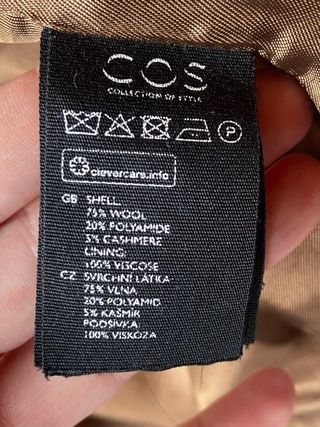 COS
COLLECTION OF STYLE
P
clevercare.info
GB SHELL
75% WOOL
20% POLYAMIDE
5% CASHMERE
LINING:
100% VISCOSE
CZ SVRCHNI LÁTKA
75% VLNA
20% POLYAMID
5% KAŠMÍR
PODŠÍVKA:
100% VISKÓZA